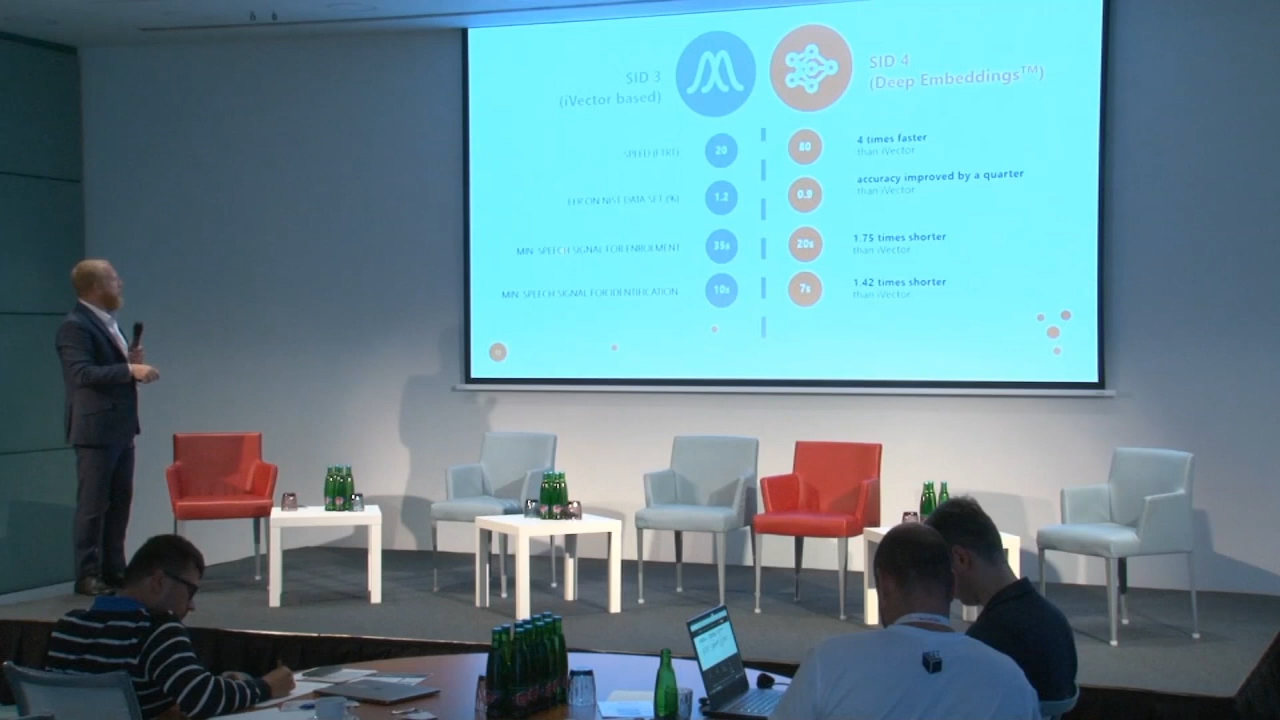 SID 3
(iVector based)
SID 4
(Deep Embeddings™)
SPEED (FTRT)
20
80
4 times faster
than iVector
EER ON NIST DATA SET (%)
1.2
0.9
accuracy improved by a quarter
than iVector
MIN. SPEECH SIGNAL FOR ENROLMENT
35s
20s
1.75 times shorter
than iVector
MIN. SPEECH SIGNAL FOR IDENTIFICATION
10s
7s
1.42 times shorter
than iVector